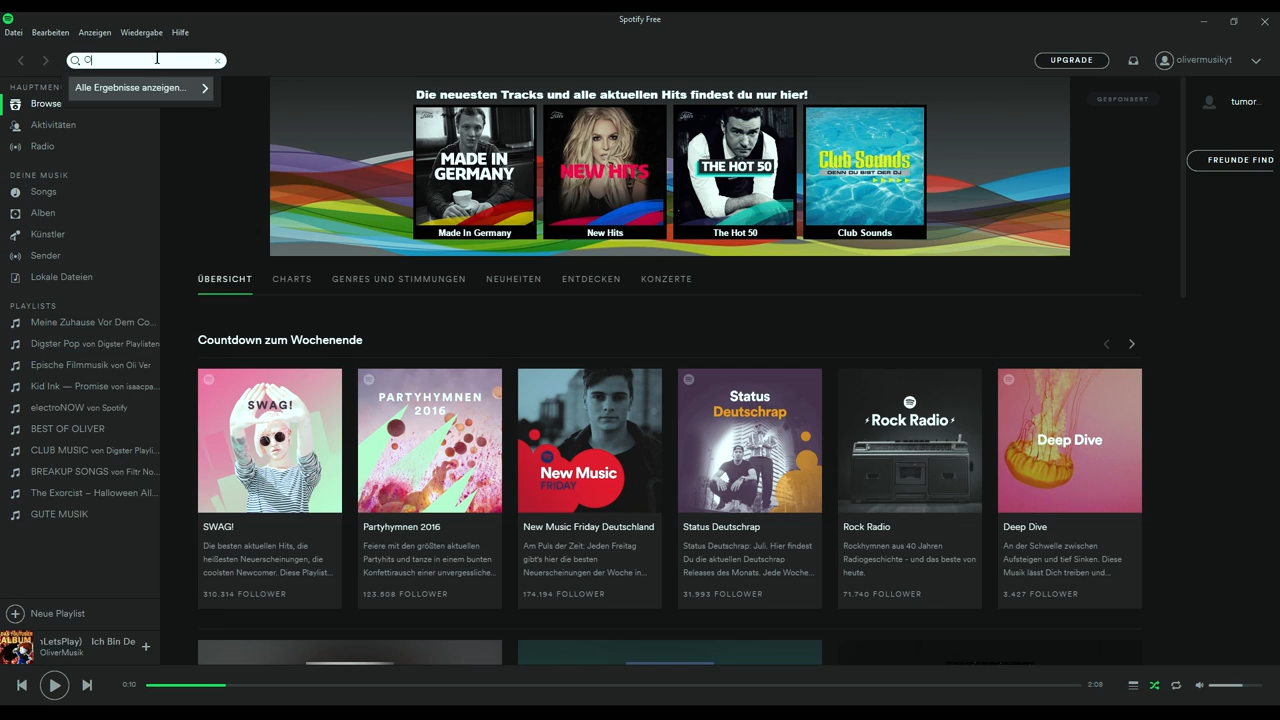 Spotify Free
Datei Bearbeiten Anzeigen Wiedergabe Hilfe
O
UPGRADE
olivermusikyt
Alle Ergebnisse anzeigen...
HAUPTMEN
Browse
Aktivitäten
Radio
DEINE MUSIK
Songs
Alben
Künstler
Sender
Lokale Dateien
PLAYLISTS
Meine Zuhause Vor Dem Co...
Digster Pop von Digster Playlisten
Epische Filmmusik von Oli Ver
Kid Ink — Promise von isaacpa...
electroNOW von Spotify
BEST OF OLIVER
CLUB MUSIC von Digster Playli...
BREAKUP SONGS von Filtr No...
The Exorcist – Halloween All...
GUTE MUSIK
Neue Playlist
ıLetsPlay) Ich Bin De
OliverMusik
Die neuesten Tracks und alle aktuellen Hits findest du nur hier!
MADE IN GERMANY
NEW HITS
THE HOT 50
Club Sounds
DENN DU BIST DER DJ
Made In Germany
New Hits
The Hot 50
Club Sounds
GESPONSERT
tumor...
FREUNDE FIND
ÜBERSICHT CHARTS GENRES UND STIMMUNGEN NEUHEITEN ENTDECKEN KONZERTE
Countdown zum Wochenende
SWAG!
PARTYHYMNEN
2016
New Music
FRIDAY
Status
Deutschrap
Rock Radio
Deep Dive
SWAG!
Die besten aktuellen Hits, die
heißesten Neuerscheinungen, die
coolsten Newcomer. Diese Playlist...
310.314 FOLLOWER
Partyhymnen 2016
Feiere mit den größten aktuellen
Partyhits und tanze in einem bunten
Konfettirausch einer unvergessliche...
123.508 FOLLOWER
New Music Friday Deutschland
Am Puls der Zeit: Jeden Freitag
gibt's hier die besten
Neuerscheinungen der Woche in...
174.194 FOLLOWER
Status Deutschrap
Status Deutschrap: Juli. Hier findest
Du die aktuellen Deutschrap
Releases des Monats. Jede Woche...
31.993 FOLLOWER
Rock Radio
Rockhymnen aus 40 Jahren
Radiogeschichte - und das beste von
heute.
71.740 FOLLOWER
Deep Dive
An der Schwelle zwischen
Aufsteigen und tief Sinken. Diese
Musik lässt Dich treiben und...
3.427 FOLLOWER
0:10
2:08